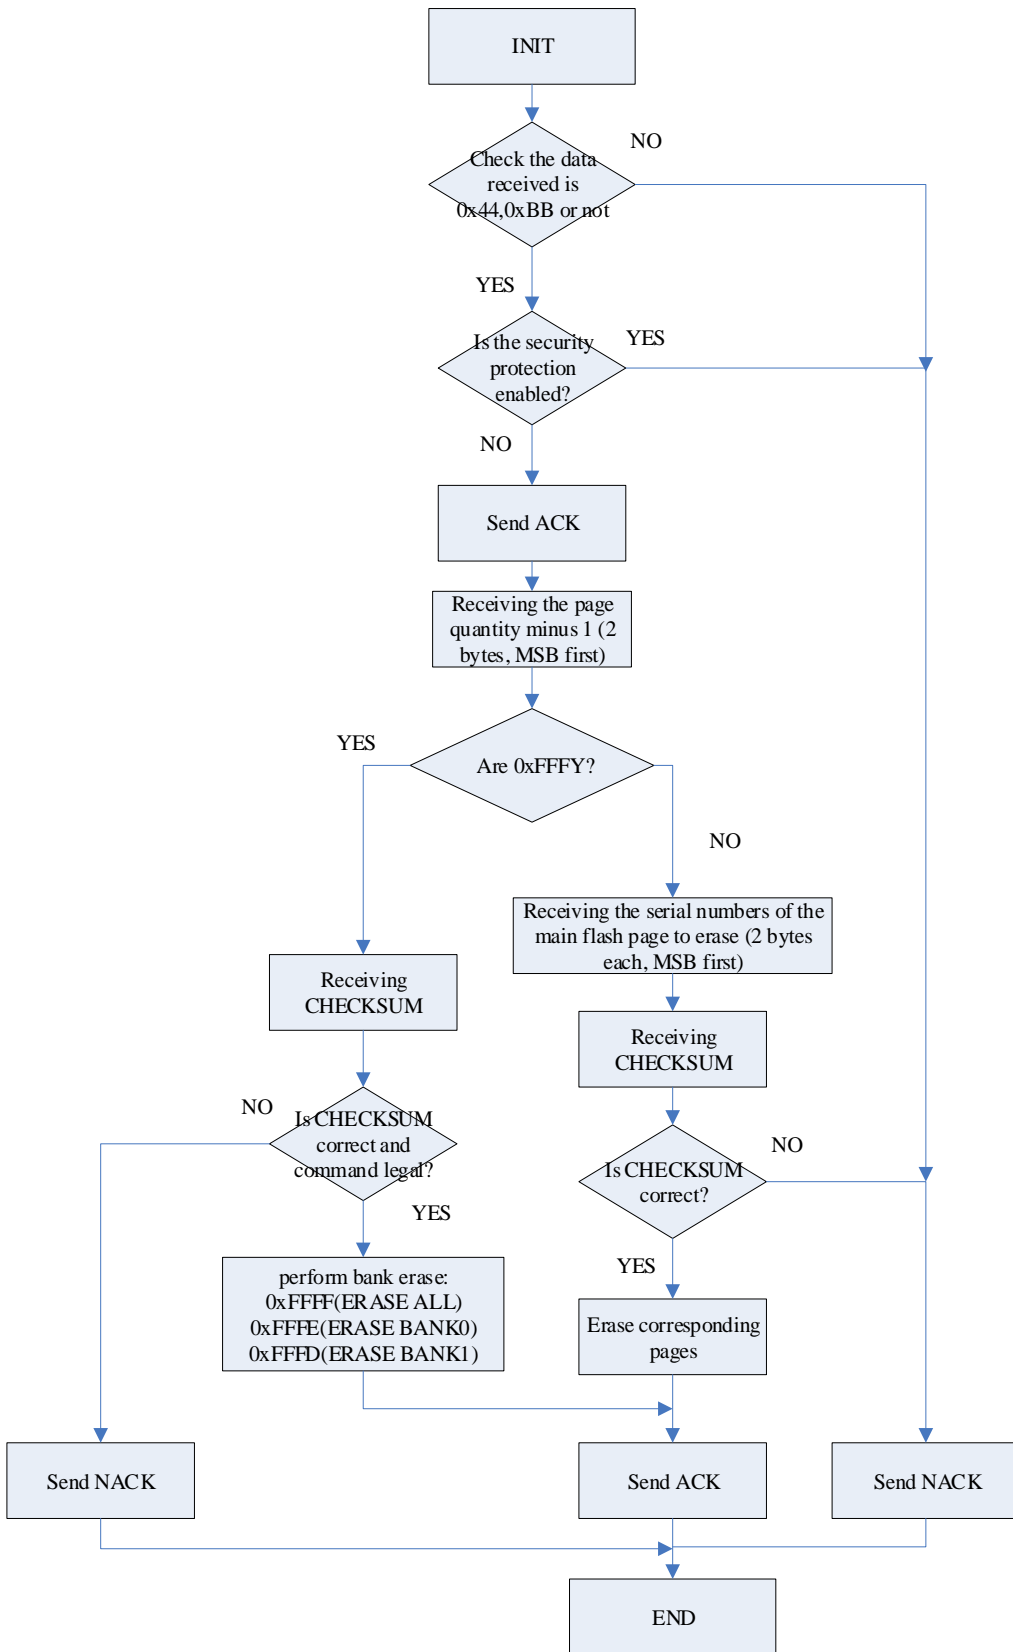 INIT
NO
Check the data
received is
0x44,0xBB or not
YES
Is the security
protection
enabled?
YES
NO
Send ACK
Receiving the page
quantity minus 1 (2
bytes, MSB first)
YES
Are 0xFFFY?
NO
Receiving the serial numbers of the
main flash page to erase (2 bytes
each, MSB first)
Receiving
CHECKSUM
Receiving
CHECKSUM
NO
Is CHECKSUM
correct and
command legal?
NO
Is CHECKSUM
correct?
YES
YES
perform bank erase:
0xFFFF(ERASE ALL)
0xFFFE(ERASE BANK0)
0xFFFD(ERASE BANK1)
Erase corresponding
pages
Send NACK
Send ACK
Send NACK
END